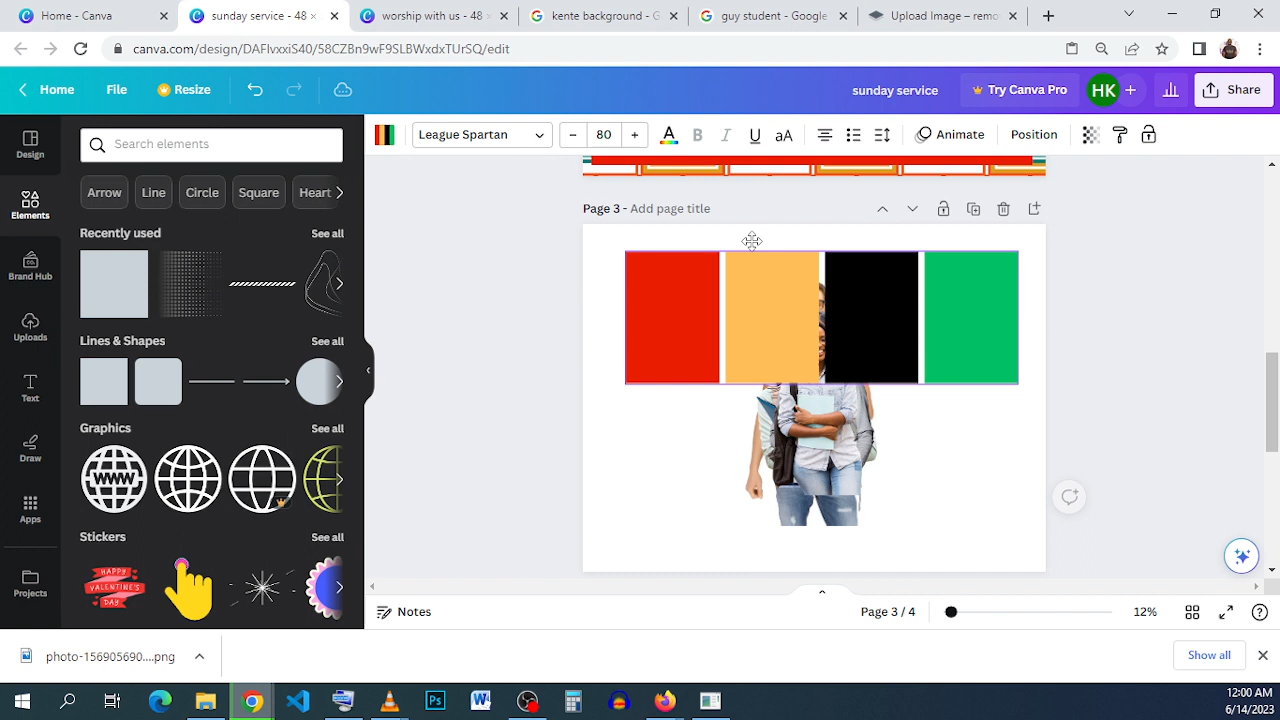 Home - Canva
sunday service - 48 ×
worship with us - 48 ×
kente background - G
guy student - Google
Upload Image – remo
canva.com/design/DAFlvxxiS40/58CZBn9wF9SLBWxdxTUrSQ/edit
Home
File
Resize
sunday service
Try Canva Pro
HK
Share
Search elements
League Spartan
80
A
B
I
U
aA
Animate
Position
Design
Elements
Brand Hub
Uploads
Text
Draw
Apps
Projects
Arrow
Line
Circle
Square
Heart
Recently used
See all
Lines & Shapes
See all
Graphics
See all
WWW
Stickers
See all
HAPPY
VALENTINE'S
DAY
Page 3 - Add page title
Notes
Page 3 / 4
12%
photo-156905690....png
Show all
Ps
W
12:00 AM
6/14/2023